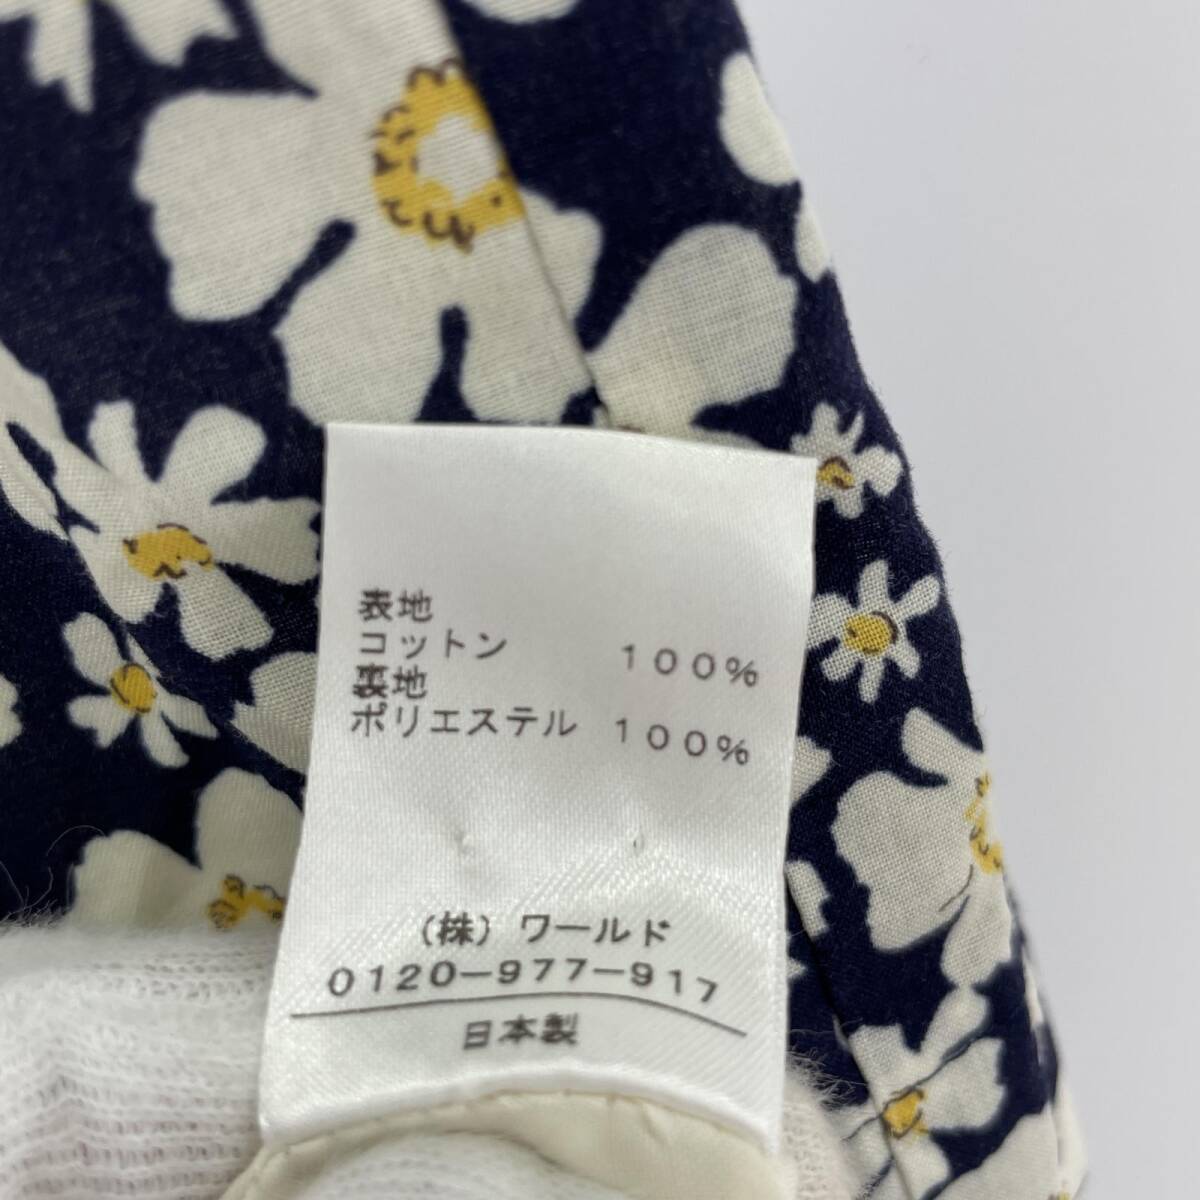 表地
コットン 100%
裏地
ポリエステル 100%
(株) ワールド
0120-977-917
日本製